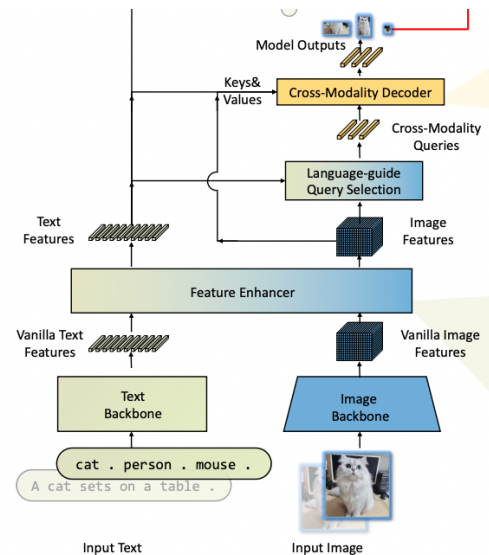 Model Outputs
Keys&
Values
Cross-Modality Decoder
Cross-Modality
Queries
Language-guide
Query Selection
Text
Features
Image
Features
Feature Enhancer
Vanilla Text
Features
Vanilla Image
Features
Text
Backbone
Image
Backbone
cat . person . mouse .
A cat sets on a table .
Input Text
Input Image